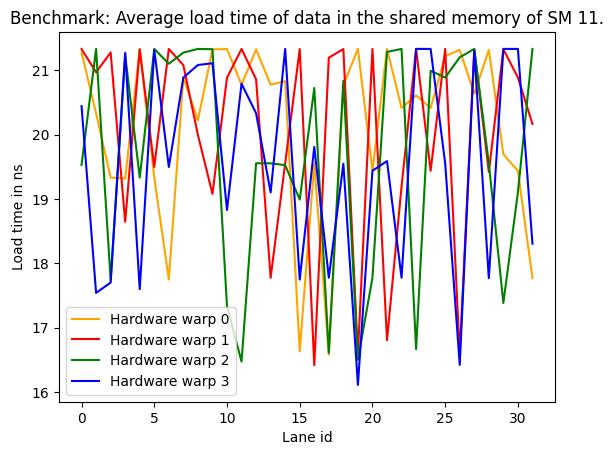 Benchmark: Average load time of data in the shared memory of SM 11.
21
20
19
18
17
16
Load time in ns
Hardware warp 0
Hardware warp 1
Hardware warp 2
Hardware warp 3
0 5 10 15 20 25 30
Lane id